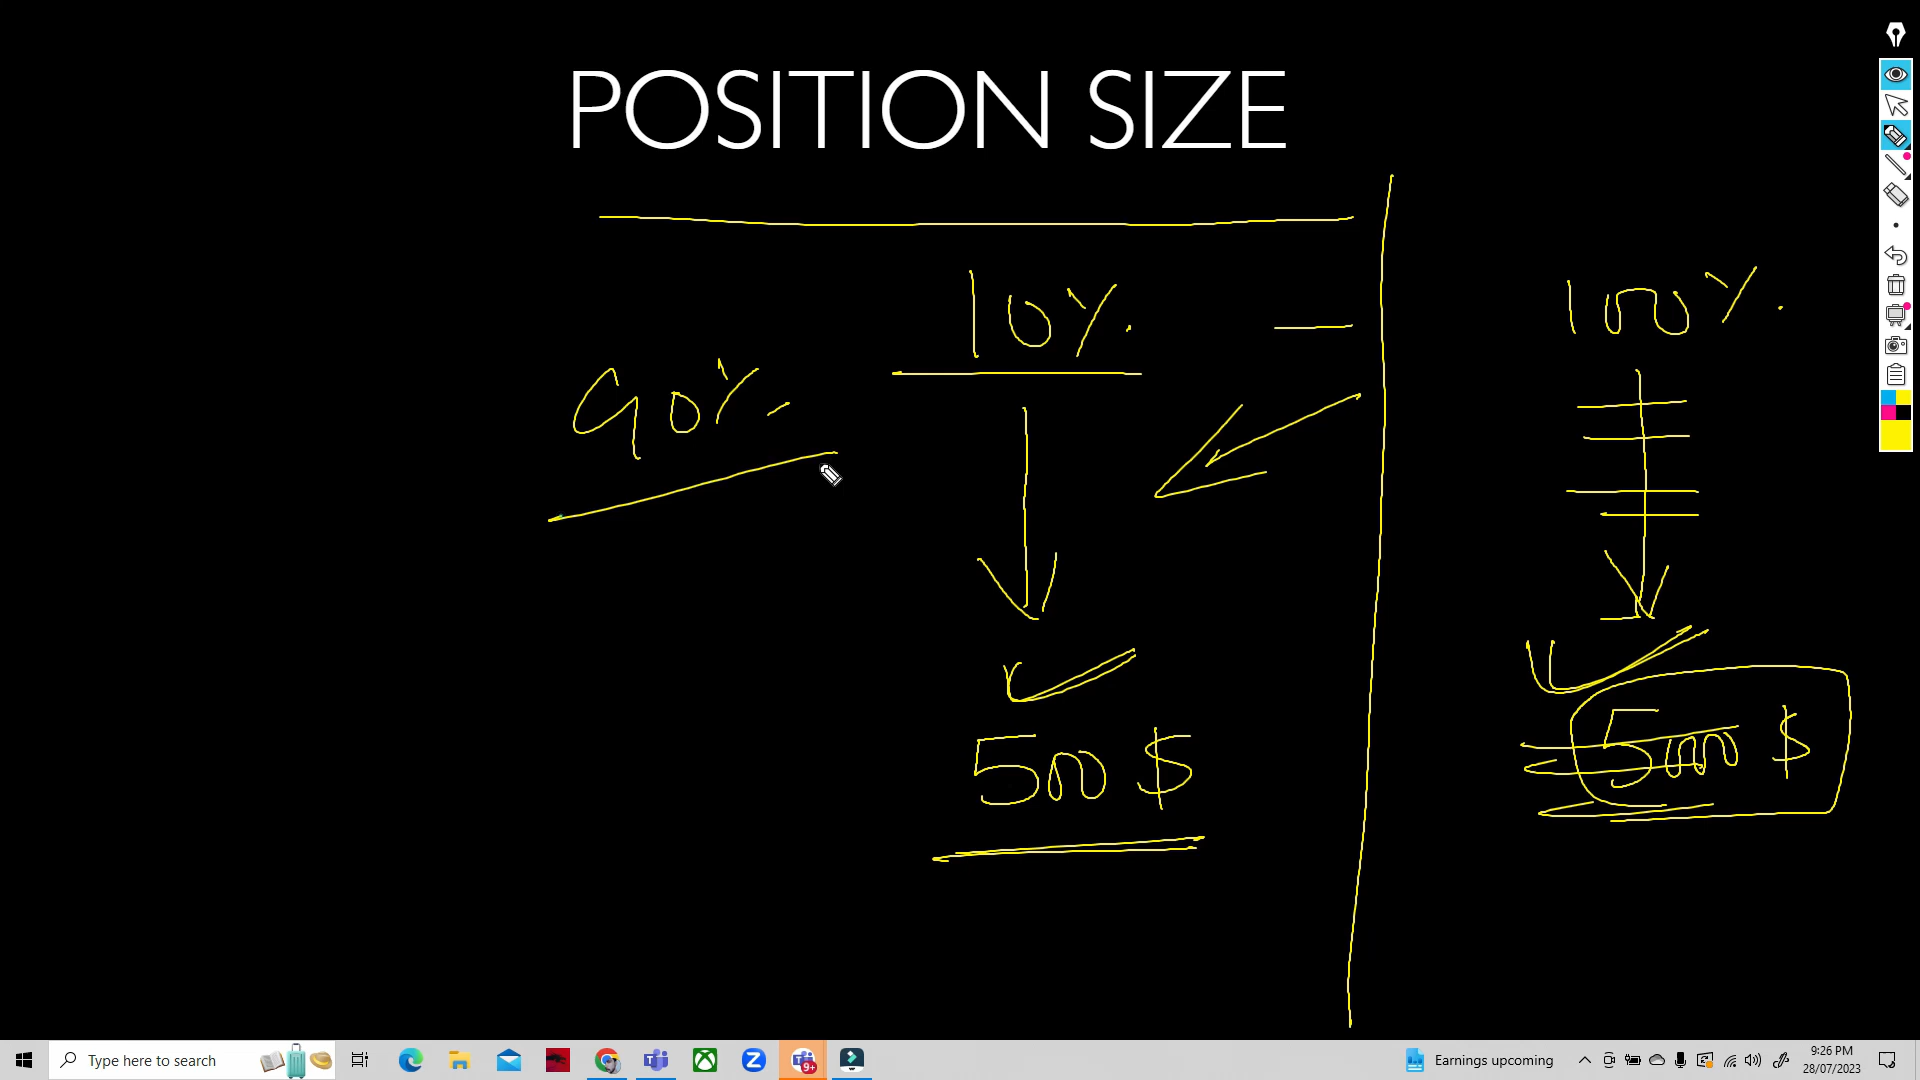 POSITION SIZE
10%.
100%.
90%.
500 $
5000 $
Type here to search
9+
Earnings upcoming
9:26 PM
28/07/2023